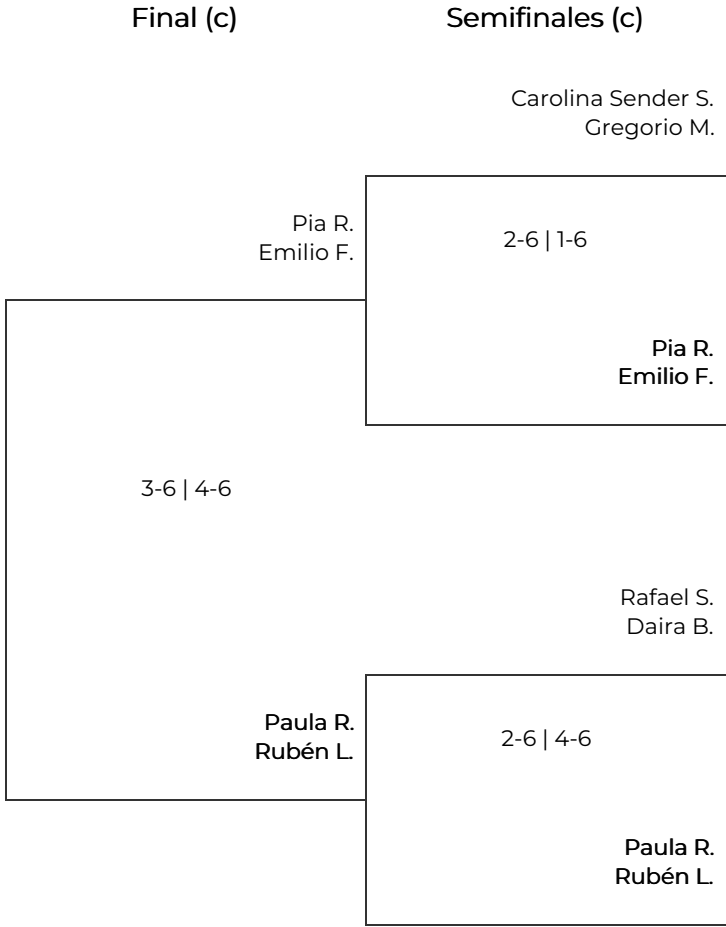 Final (c)
Semifinales (c)
Carolina Sender S.
Gregorio M.
Pia R.
Emilio F.
2-6 | 1-6
Pia R.
Emilio F.
3-6 | 4-6
Rafael S.
Daira B.
Paula R.
Rubén L.
2-6 | 4-6
Paula R.
Rubén L.